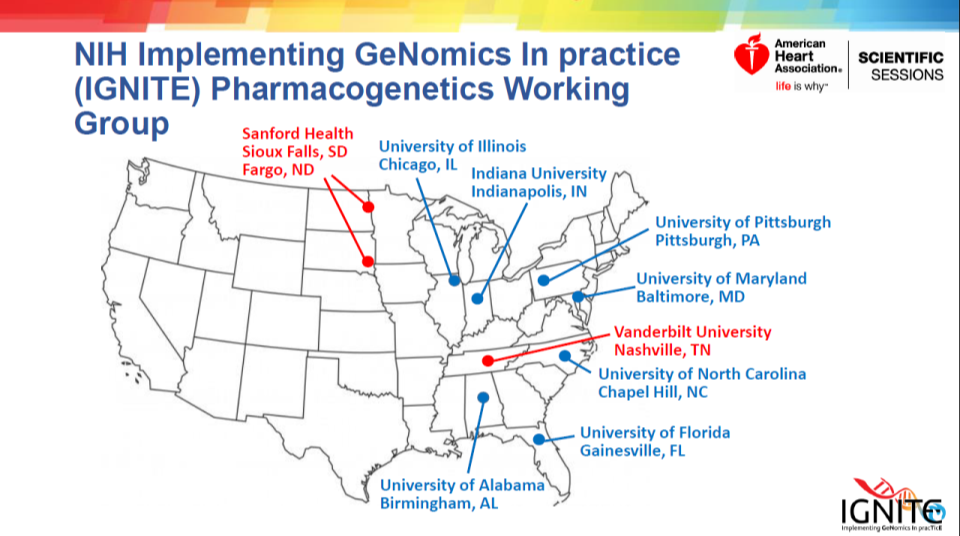 NIH Implementing GeNomics In practice
(IGNITE) Pharmacogenetics Working
Group
American
Heart
Association®
life is why™
SCIENTIFIC
SESSIONS
Sanford Health
Sioux Falls, SD
Fargo, ND
University of Illinois
Chicago, IL
Indiana University
Indianapolis, IN
University of Pittsburgh
Pittsburgh, PA
University of Maryland
Baltimore, MD
Vanderbilt University
Nashville, TN
University of North Carolina
Chapel Hill, NC
University of Florida
Gainesville, FL
University of Alabama
Birmingham, AL
IGNITE
Implementing GeNomics In pracTicE